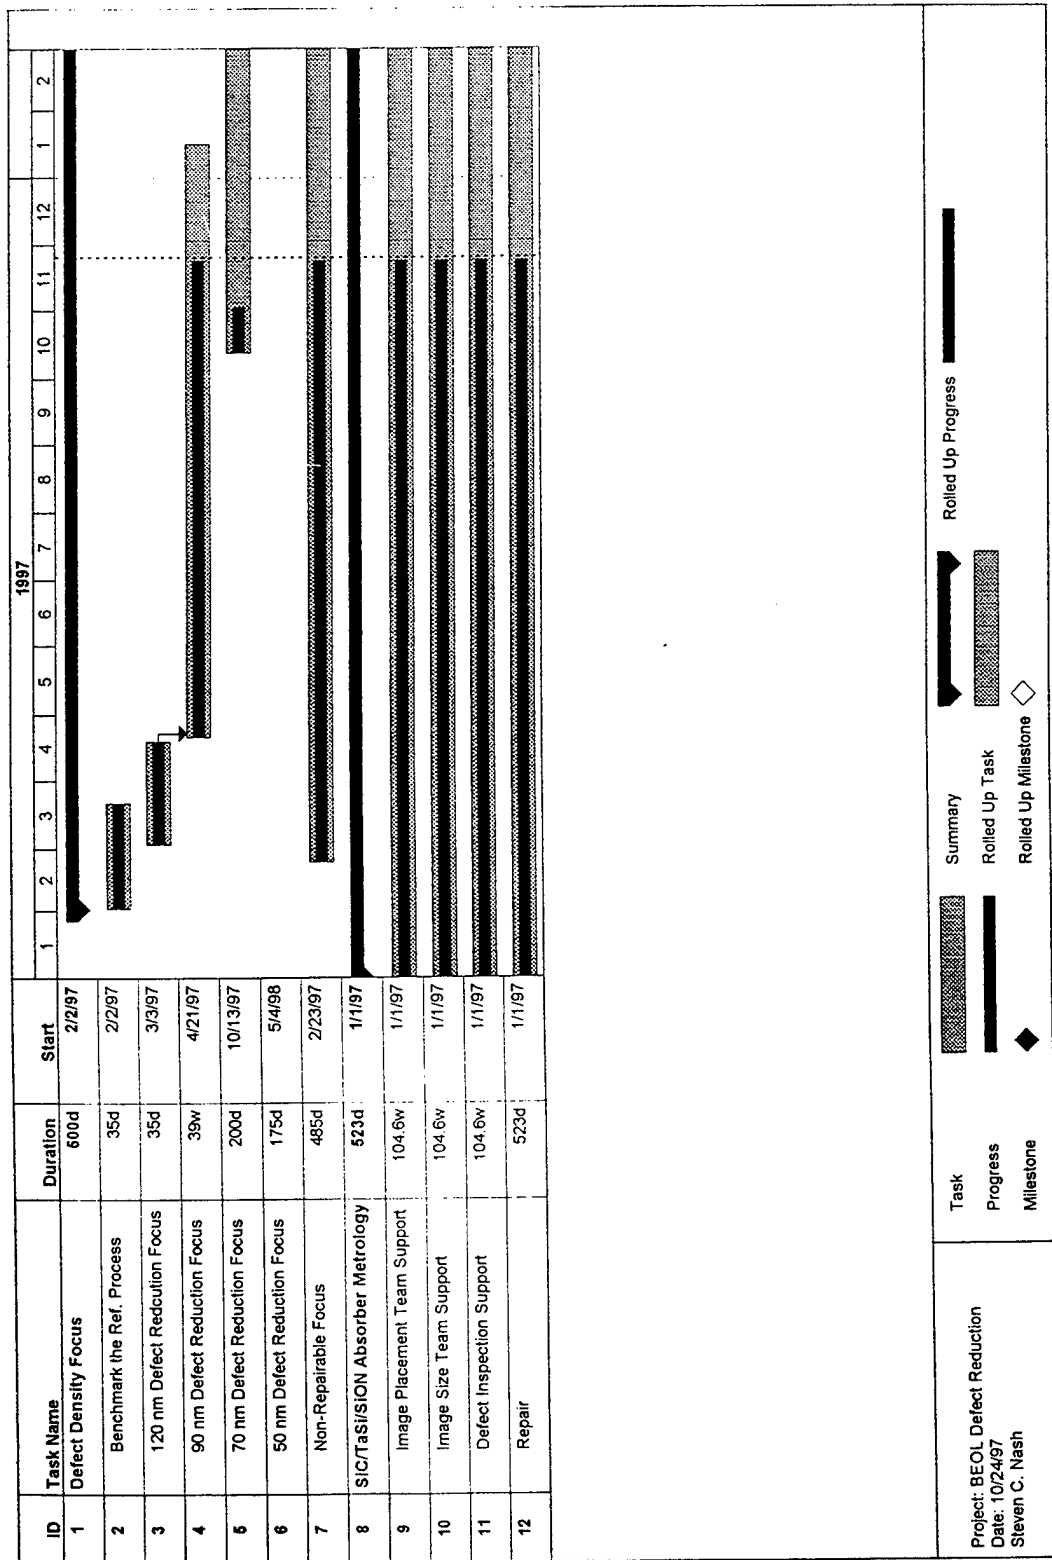 1997
ID Task Name Duration Start 1 2 3 4 5 6 7 8 9 10 11 12 1 2
1 Defect Density Focus 600d 2/2/97
2 Benchmark the Ref. Process 35d 2/2/97
3 120 nm Defect Redcution Focus 35d 3/3/97
4 90 nm Defect Reduction Focus 39w 4/21/97
5 70 nm Defect Reduction Focus 200d 10/13/97
6 50 nm Defect Reduction Focus 175d 5/4/98
7 Non-Repairable Focus 485d 2/23/97
8 SiC/TaSi/SiON Absorber Metrology 523d 1/1/97
9 Image Placement Team Support 104.6w 1/1/97
10 Image Size Team Support 104.6w 1/1/97
11 Defect Inspection Support 104.6w 1/1/97
12 Repair 523d 1/1/97
Project: BEOL Defect Reduction
Date: 10/24/97
Steven C. Nash
Task Summary Rolled Up Progress
Progress Rolled Up Task
Milestone Rolled Up Milestone